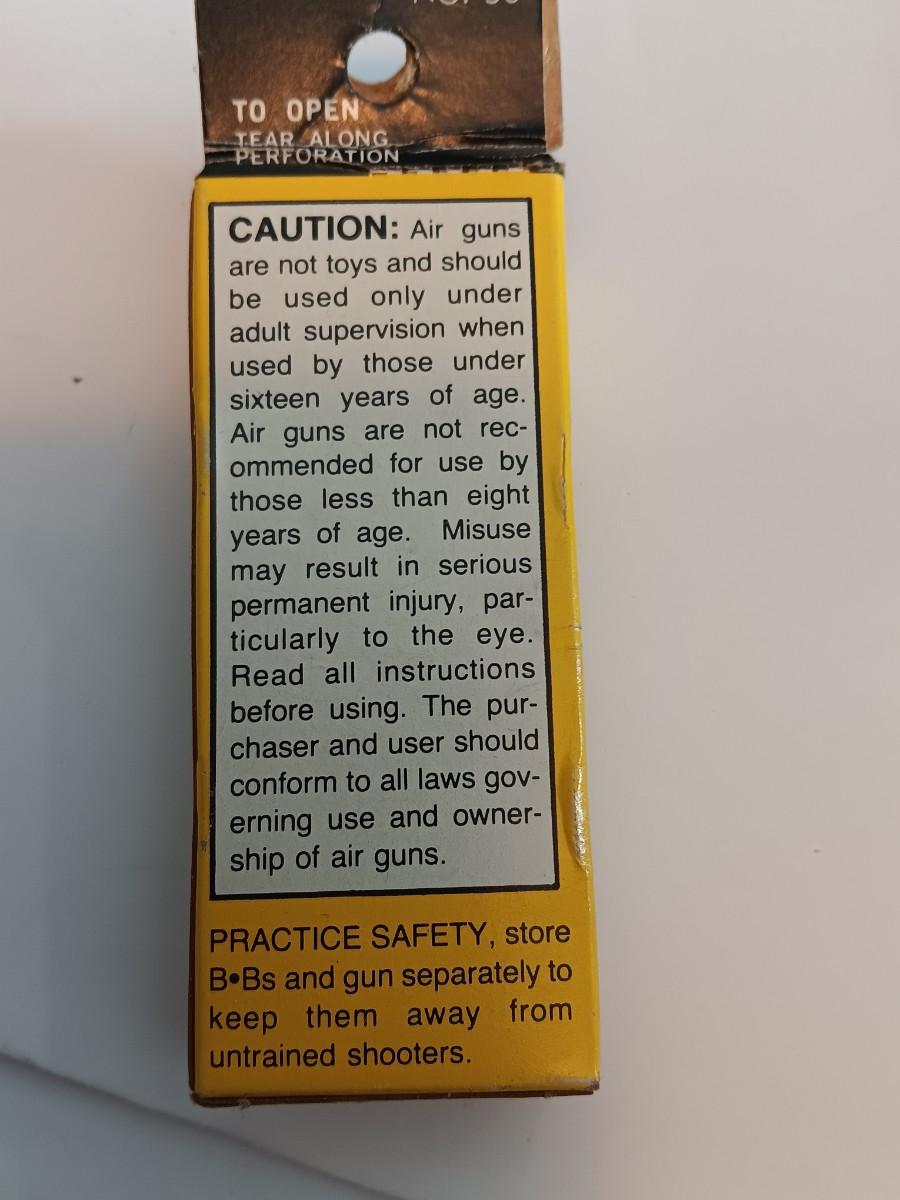 TO OPEN
TEAR ALONG
PERFORATION
CAUTION: Air guns
are not toys and should
be used only under
adult supervision when
used by those under
sixteen years of age.
Air guns are not rec-
ommended for use by
those less than eight
years of age. Misuse
may result in serious
permanent injury, par-
ticularly to the eye.
Read all instructions
before using. The pur-
chaser and user should
conform to all laws gov-
erning use and owner-
ship of air guns.
PRACTICE SAFETY, store
B•Bs and gun separately to
keep them away from
untrained shooters.